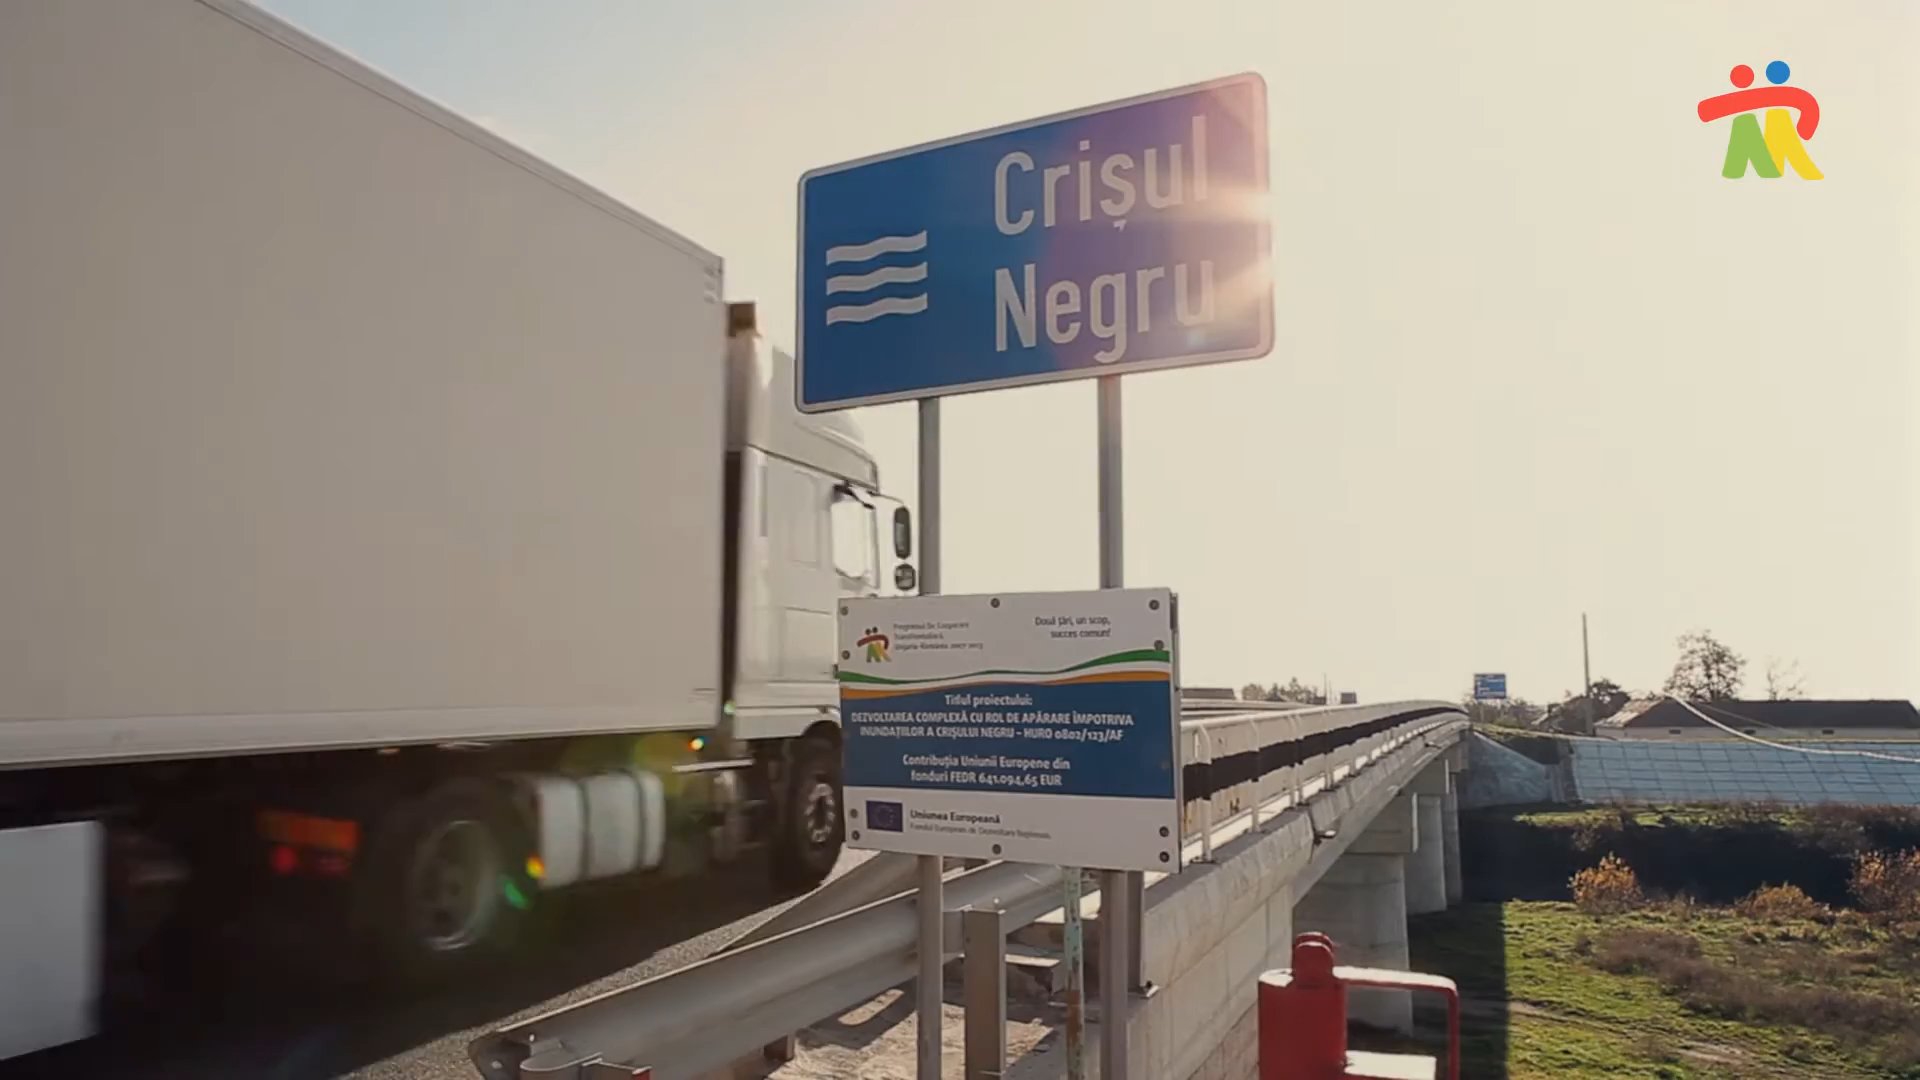 Crișul
Negru
Programul De Cooperare
Transfrontalieră
Ungaria-România 2007-2013
Două țări, un scop,
succes comun!
Titlul proiectului:
DEZVOLTAREA COMPLEXĂ CU ROL DE APĂRARE ÎMPOTRIVA
INUNDAȚIILOR A CRIȘULUI NEGRU – HURO 0802/123/AF
Contribuția Uniunii Europene din
fonduri FEDR 641.094,65 EUR
Uniunea Europeană
Fondul European de Dezvoltare Regională